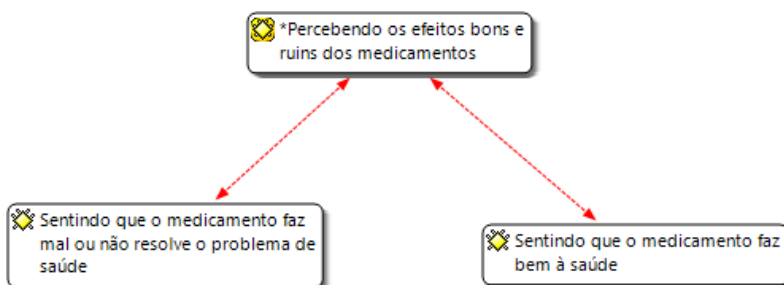 *Percebendo os efeitos bons e
ruins dos medicamentos
Sentindo que o medicamento faz
mal ou não resolve o problema de
saúde
Sentindo que o medicamento faz
bem à saúde